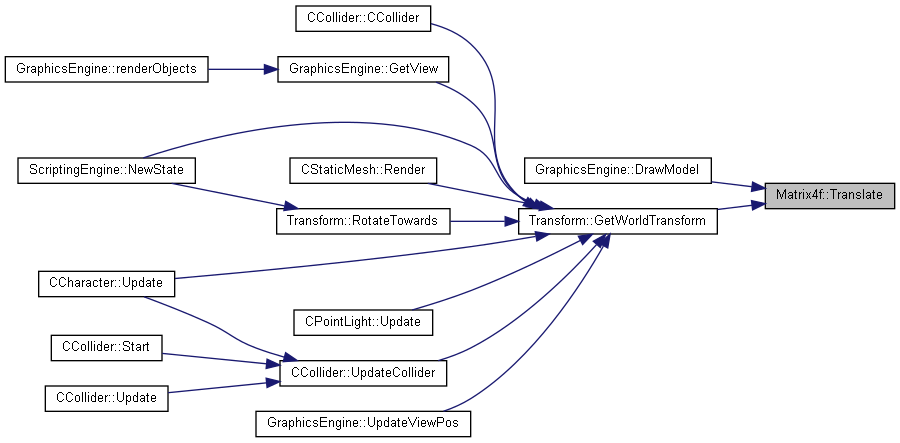 CCollider::CCollider
GraphicsEngine::renderObjects
GraphicsEngine::GetView
ScriptingEngine::NewState
CStaticMesh::Render
GraphicsEngine::DrawModel
Matrix4f::Translate
Transform::RotateTowards
Transform::GetWorldTransform
CCharacter::Update
CPointLight::Update
CCollider::Start
CCollider::UpdateCollider
CCollider::Update
GraphicsEngine::UpdateViewPos